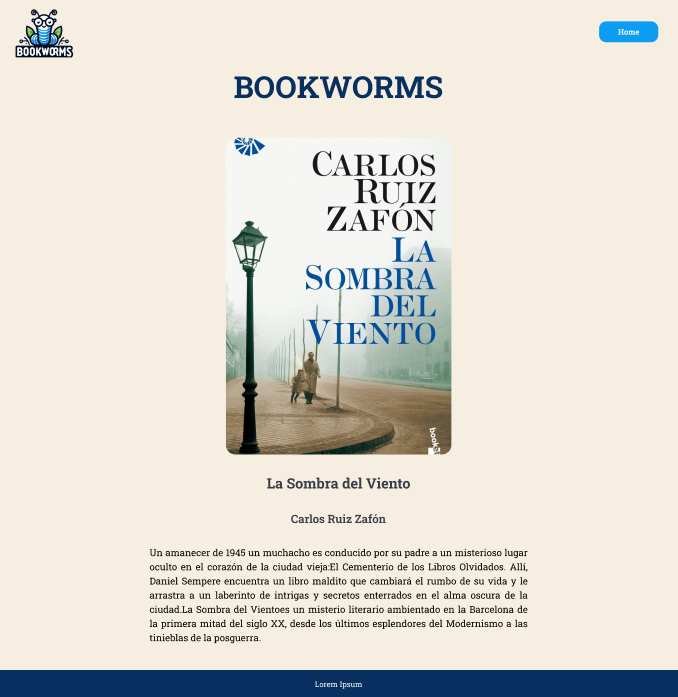 BOOKWORMS
Home
BOOKWORMS
CARLOS
RUIZ
ZAFÓN
LA
SOMBRA
DEL
VIENTO
La Sombra del Viento
Carlos Ruiz Zafón
Un amanecer de 1945 un muchacho es conducido por su padre a un misterioso lugar
oculto en el corazón de la ciudad vieja:El Cementerio de los Libros Olvidados. Allí,
Daniel Sempere encuentra un libro maldito que cambiará el rumbo de su vida y le
arrastra a un laberinto de intrigas y secretos enterrados en el alma oscura de la
ciudad.La Sombra del Vientoes un misterio literario ambientado en la Barcelona de
la primera mitad del siglo XX, desde los últimos esplendores del Modernismo a las
tinieblas de la posguerra.
Lorem Ipsum